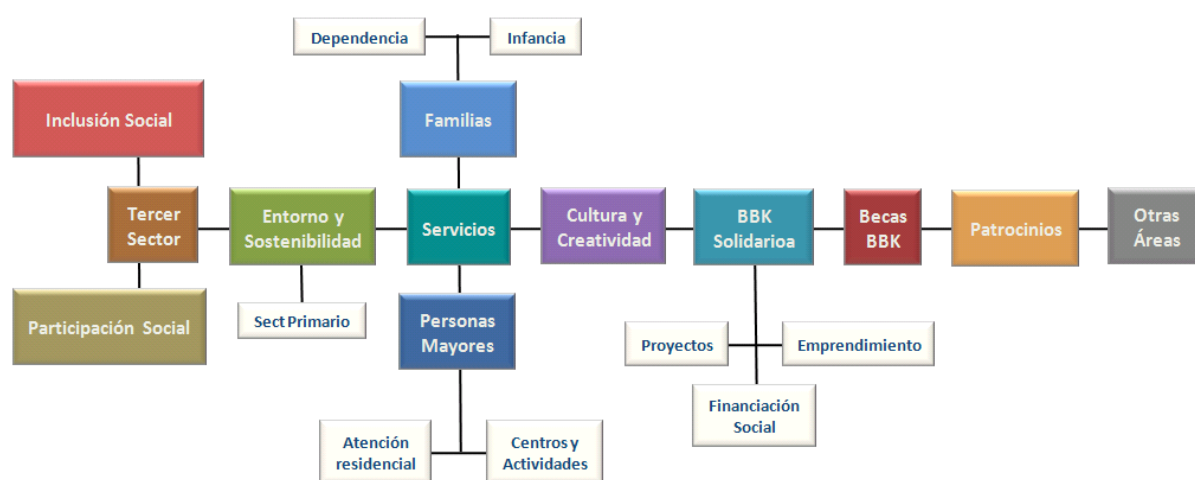 Dependencia
Infancia
Inclusión Social
Familias
Tercer
Sector
Entorno y
Sostenibilidad
Servicios
Cultura y
Creatividad
BBK
Solidarioa
Becas
BBK
Patrocinios
Otras
Áreas
Participación Social
Sect Primario
Personas
Mayores
Proyectos
Emprendimiento
Financiación
Social
Atención
residencial
Centros y
Actividades